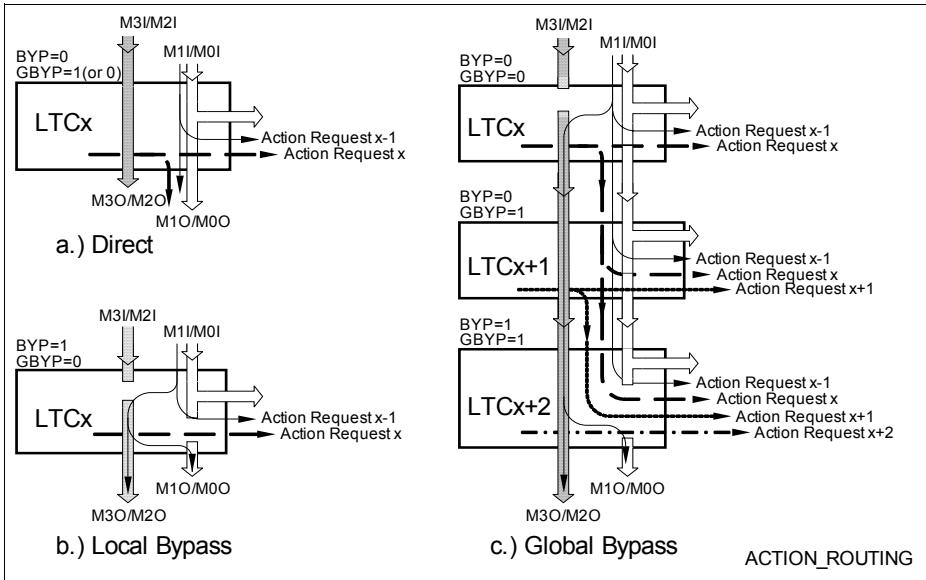 M3I/M2I
M1I/M0I
BYP=0
GBYP=1(or 0)
LTCx
Action Request x-1
Action Request x
M3O/M2O
M1O/M0O
a.) Direct
M3I/M2I
M1I/M0I
BYP=1
GBYP=0
LTCx
Action Request x-1
Action Request x
M1O/M0O
M3O/M2O
b.) Local Bypass
M3I/M2I
M1I/M0I
BYP=0
GBYP=0
LTCx
Action Request x-1
Action Request x
BYP=0
GBYP=1
LTCx+1
Action Request x-1
Action Request x
Action Request x+1
BYP=1
GBYP=1
LTCx+2
Action Request x-1
Action Request x
Action Request x+1
Action Request x+2
M1O/M0O
M3O/M2O
c.) Global Bypass
ACTION_ROUTING